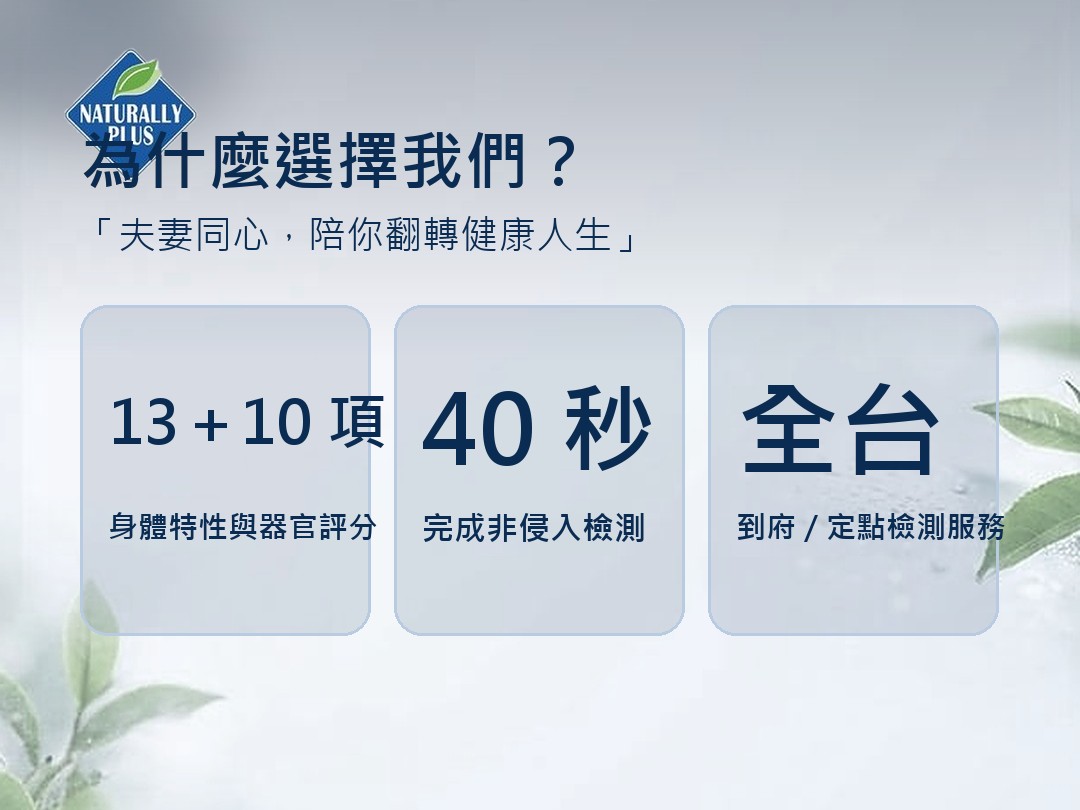 NATURALLY
PLUS
為什麼選擇我們？
「夫妻同心，陪你翻轉健康人生」
13＋10 項
身體特性與器官評分
40 秒
完成非侵入檢測
全台
到府 / 定點檢測服務